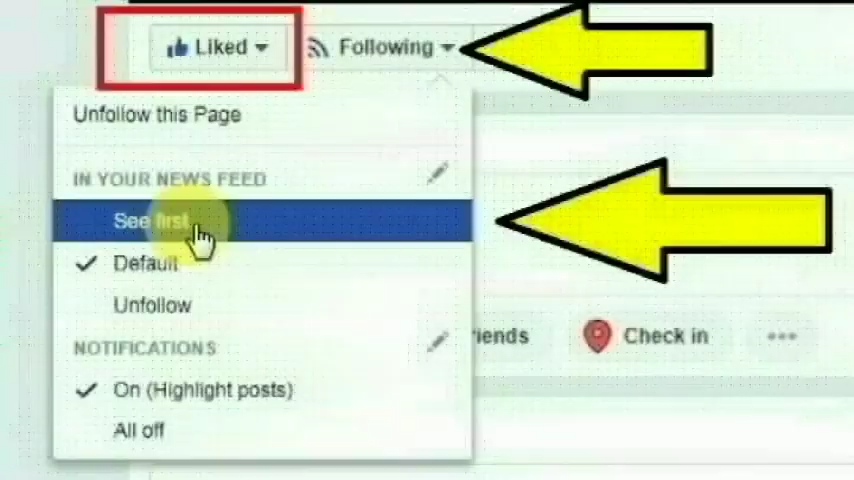 Liked Following
Unfollow this Page
IN YOUR NEWS FEED
See first
Default
Unfollow
riends Check in
NOTIFICATIONS
On (Highlight posts)
All off